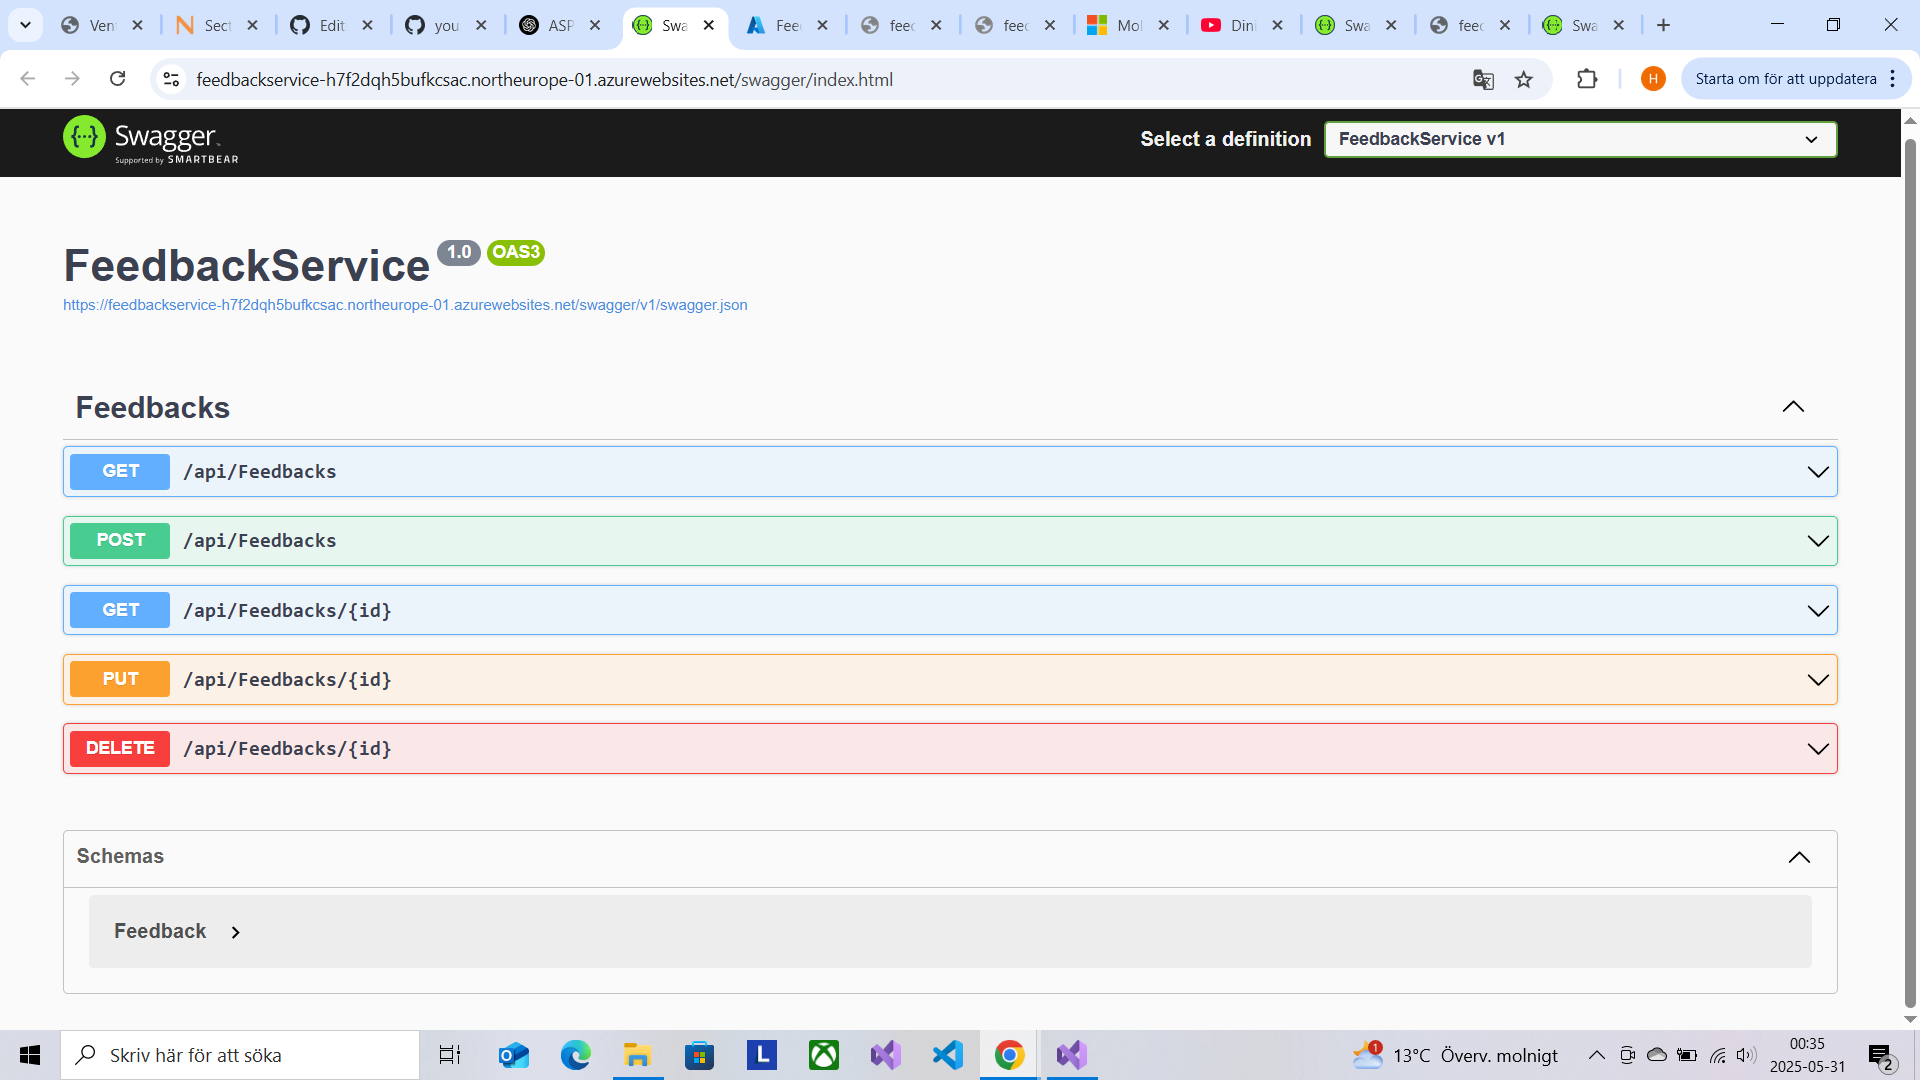 Ven
Sect
Edit
you
ASP
Swa
Fee
feec
feec
Mol
Dini
Swa
feec
Swa
feedbackservice-h7f2dqh5bufkcsac.northeurope-01.azurewebsites.net/swagger/index.html
H
Starta om för att uppdatera
Swagger
Supported by SMARTBEAR
Select a definition
FeedbackService v1
FeedbackService 1.0 OAS3
https://feedbackservice-h7f2dqh5bufkcsac.northeurope-01.azurewebsites.net/swagger/v1/swagger.json
Feedbacks
GET /api/Feedbacks
POST /api/Feedbacks
GET /api/Feedbacks/{id}
PUT /api/Feedbacks/{id}
DELETE /api/Feedbacks/{id}
Schemas
Feedback
Skriv här för att söka
L
1
13°C Överv. molnigt
00:35
2025-05-31
2